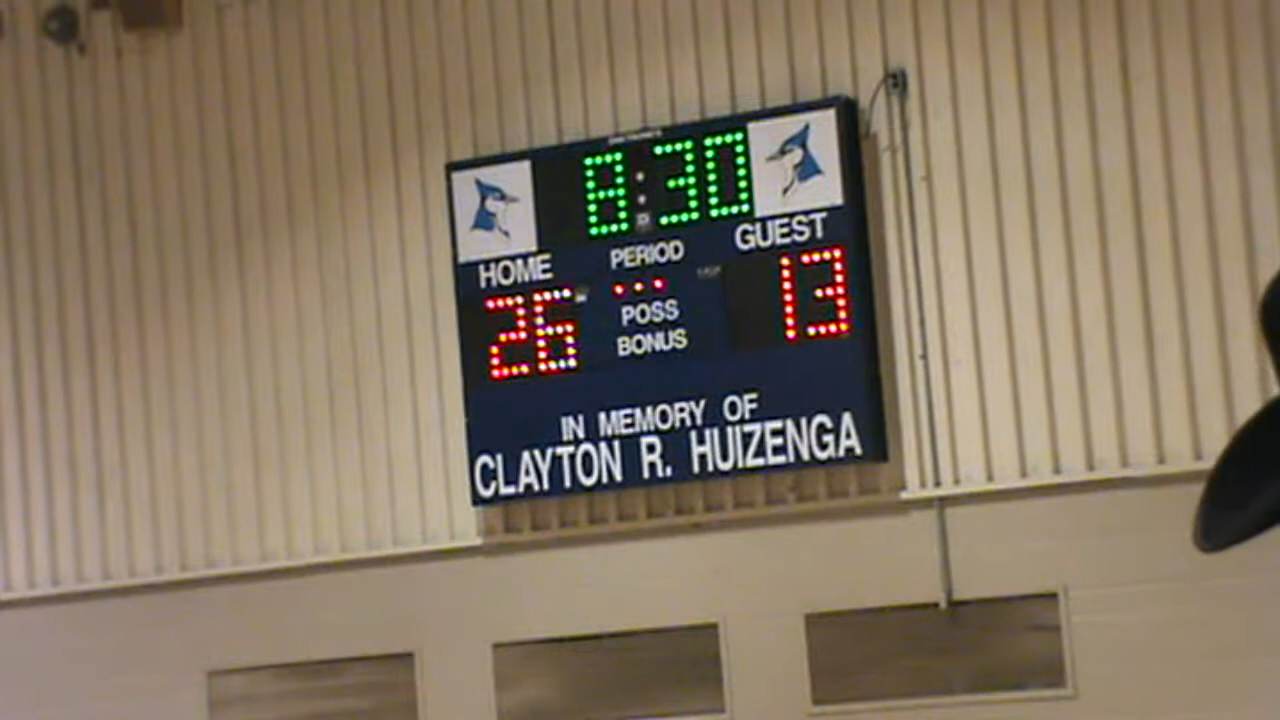 8:30
HOME PERIOD GUEST
26 13
POSS
BONUS
IN MEMORY OF
CLAYTON R. HUIZENGA